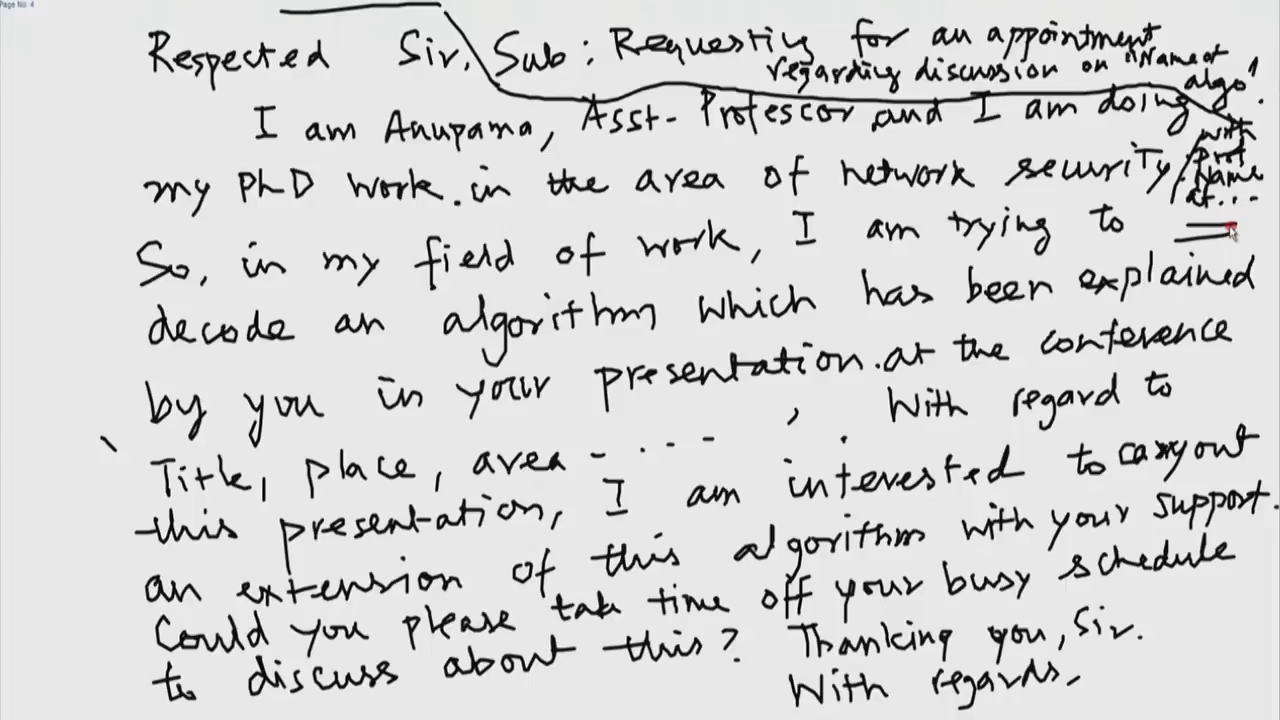 Page No: 4
Respected Sir, Sub: Requesting for an appointment
regarding discussion on "Name of
algo".
I am Anupama, Asst- Professor and I am doing
my PhD work. in the area of network security
with
Prof
Name
at...
So, in my field of work, I am trying to
decode an algorithm which has been explained
by you in your presentation. at the conference
Title, place, area - . . - - , With regard to
this presentation, I am interested to carry out
an extension of this algorithm with your support.
Could you please take time off your busy schedule
to discuss about this? Thanking you, Sir.
With regards,